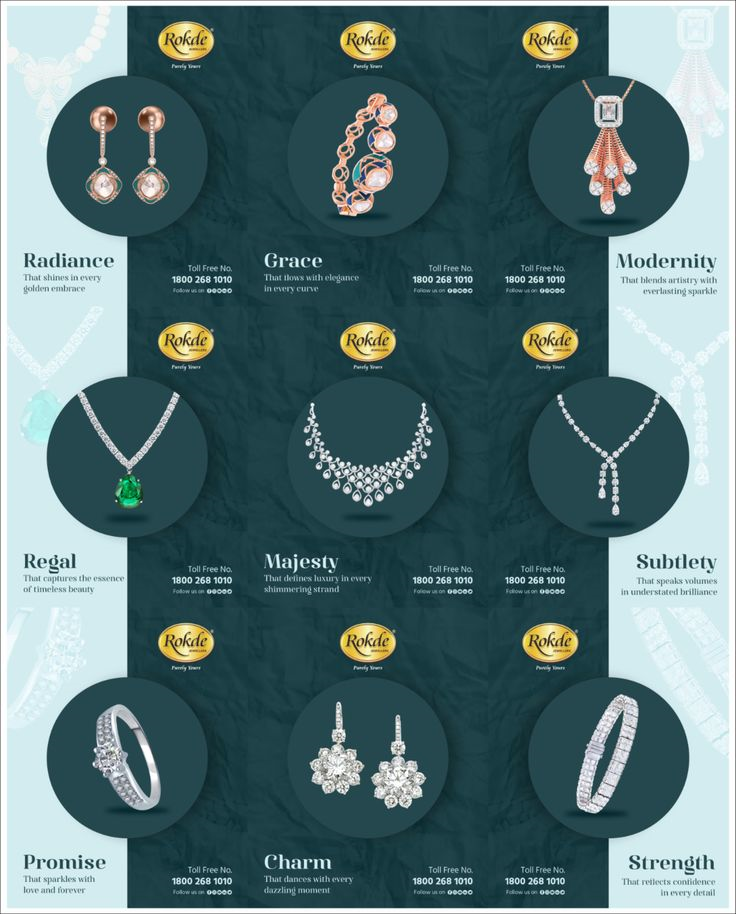 Rokde
JEWELLERS
Purely Yours
Radiance
That shines in every
golden embrace
Toll Free No.
1800 268 1010
Follow us on
Rokde
JEWELLERS
Purely Yours
Grace
That flows with elegance
in every curve
Toll Free No.
1800 268 1010
Follow us on
Rokde
JEWELLERS
Purely Yours
Toll Free No.
1800 268 1010
Follow us on
Modernity
That blends artistry with
everlasting sparkle
Rokde
JEWELLERS
Purely Yours
Regal
That captures the essence
of timeless beauty
Toll Free No.
1800 268 1010
Follow us on
Rokde
JEWELLERS
Purely Yours
Majesty
That defines luxury in every
shimmering strand
Toll Free No.
1800 268 1010
Follow us on
Rokde
JEWELLERS
Purely Yours
Toll Free No.
1800 268 1010
Follow us on
Subtlety
That speaks volumes
in understated brilliance
Rokde
JEWELLERS
Purely Yours
Promise
That sparkles with
love and forever
Toll Free No.
1800 268 1010
Follow us on
Rokde
JEWELLERS
Purely Yours
Charm
That dances with every
dazzling moment
Toll Free No.
1800 268 1010
Follow us on
Rokde
JEWELLERS
Purely Yours
Toll Free No.
1800 268 1010
Follow us on
Strength
That reflects confidence
in every detail